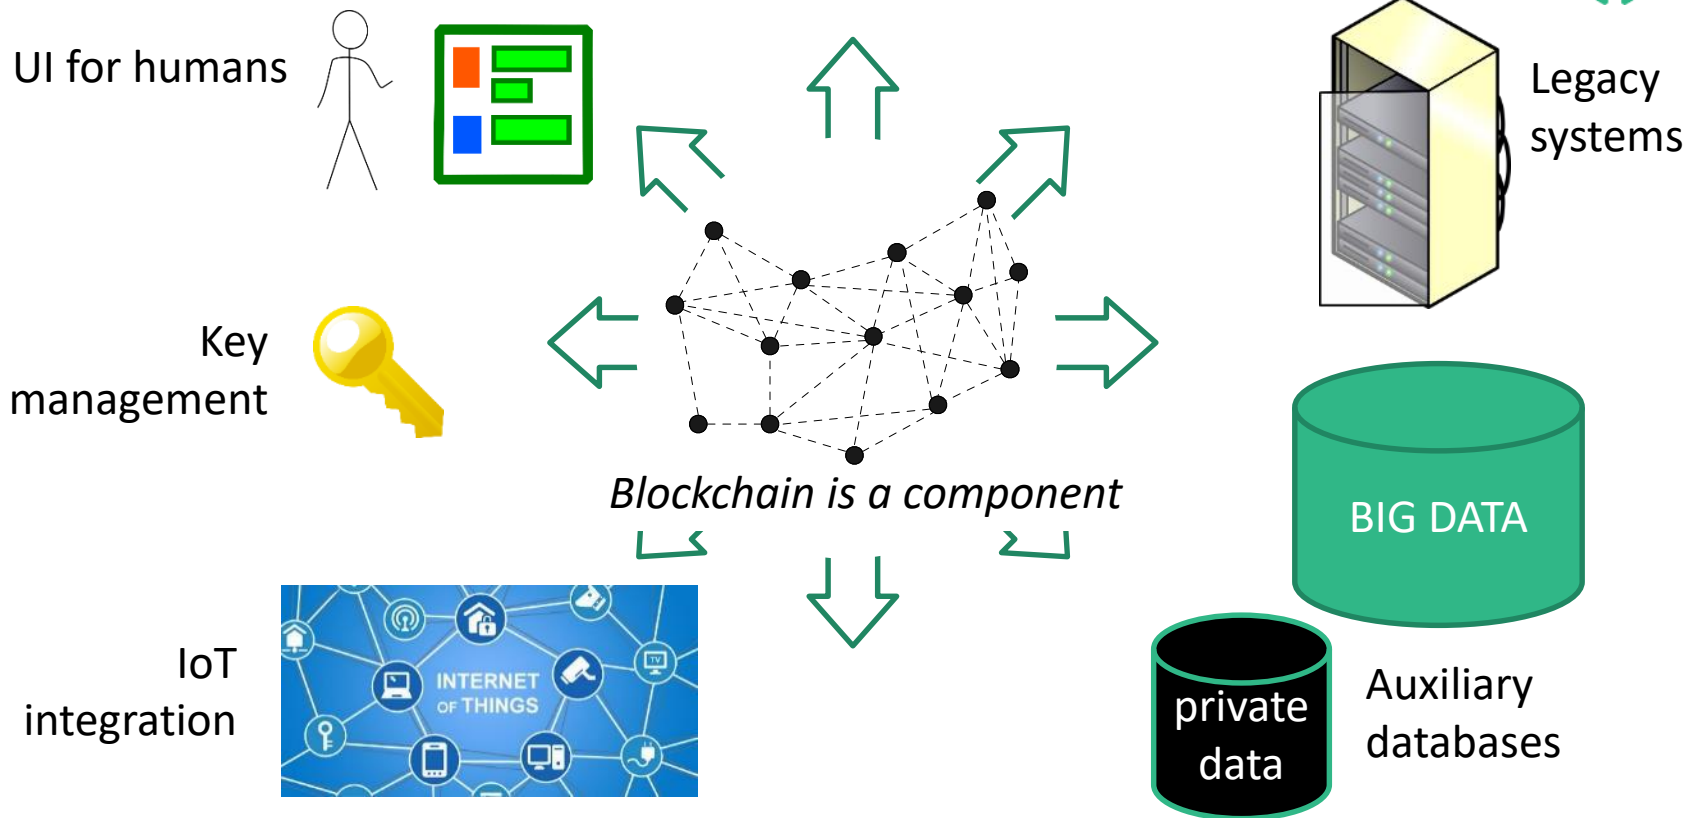 UI for humans
Legacy
systems
Key
management
Blockchain is a component
BIG DATA
IoT
integration
INTERNET
OF THINGS
TV
private
data
Auxiliary
databases